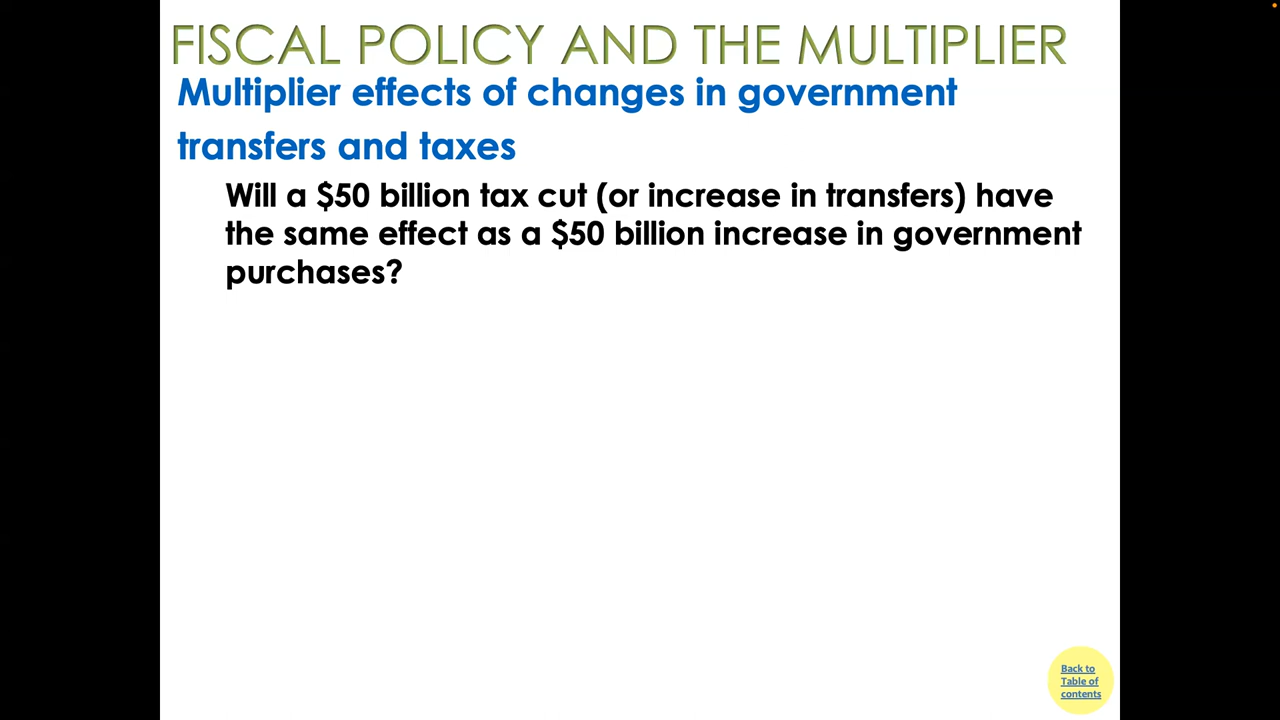 FISCAL POLICY AND THE MULTIPLIER
Multiplier effects of changes in government
transfers and taxes
Will a $50 billion tax cut (or increase in transfers) have
the same effect as a $50 billion increase in government
purchases?
Back to
Table of
contents